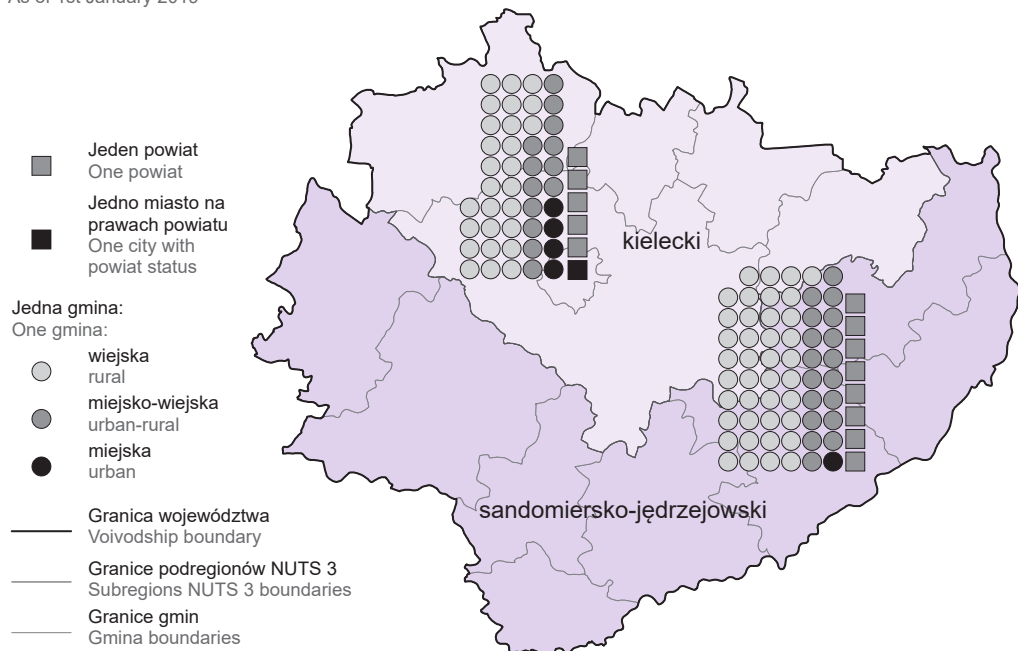 As of 1st January
Jeden powiat
One powiat
Jedno miasto na
prawach powiatu
One city with
powiat status
Jedna gmina:
One gmina:
wiejska
rural
miejsko-wiejska
urban-rural
miejska
urban
Granica województwa
Voivodship boundary
Granice podregionów NUTS 3
Subregions NUTS 3 boundaries
Granice gmin
Gmina boundaries
kielecki
sandomiersko-jędrzejowski